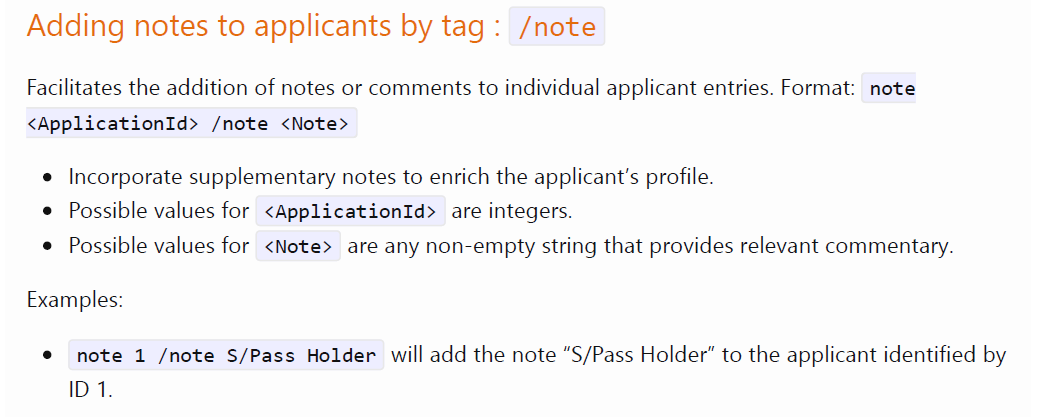 Adding notes to applicants by tag : /note
Facilitates the addition of notes or comments to individual applicant entries. Format: note
<ApplicationId> /note <Note>
• Incorporate supplementary notes to enrich the applicant’s profile.
• Possible values for <ApplicationId> are integers.
• Possible values for <Note> are any non-empty string that provides relevant commentary.
Examples:
• note 1 /note S/Pass Holder will add the note “S/Pass Holder” to the applicant identified by
ID 1.